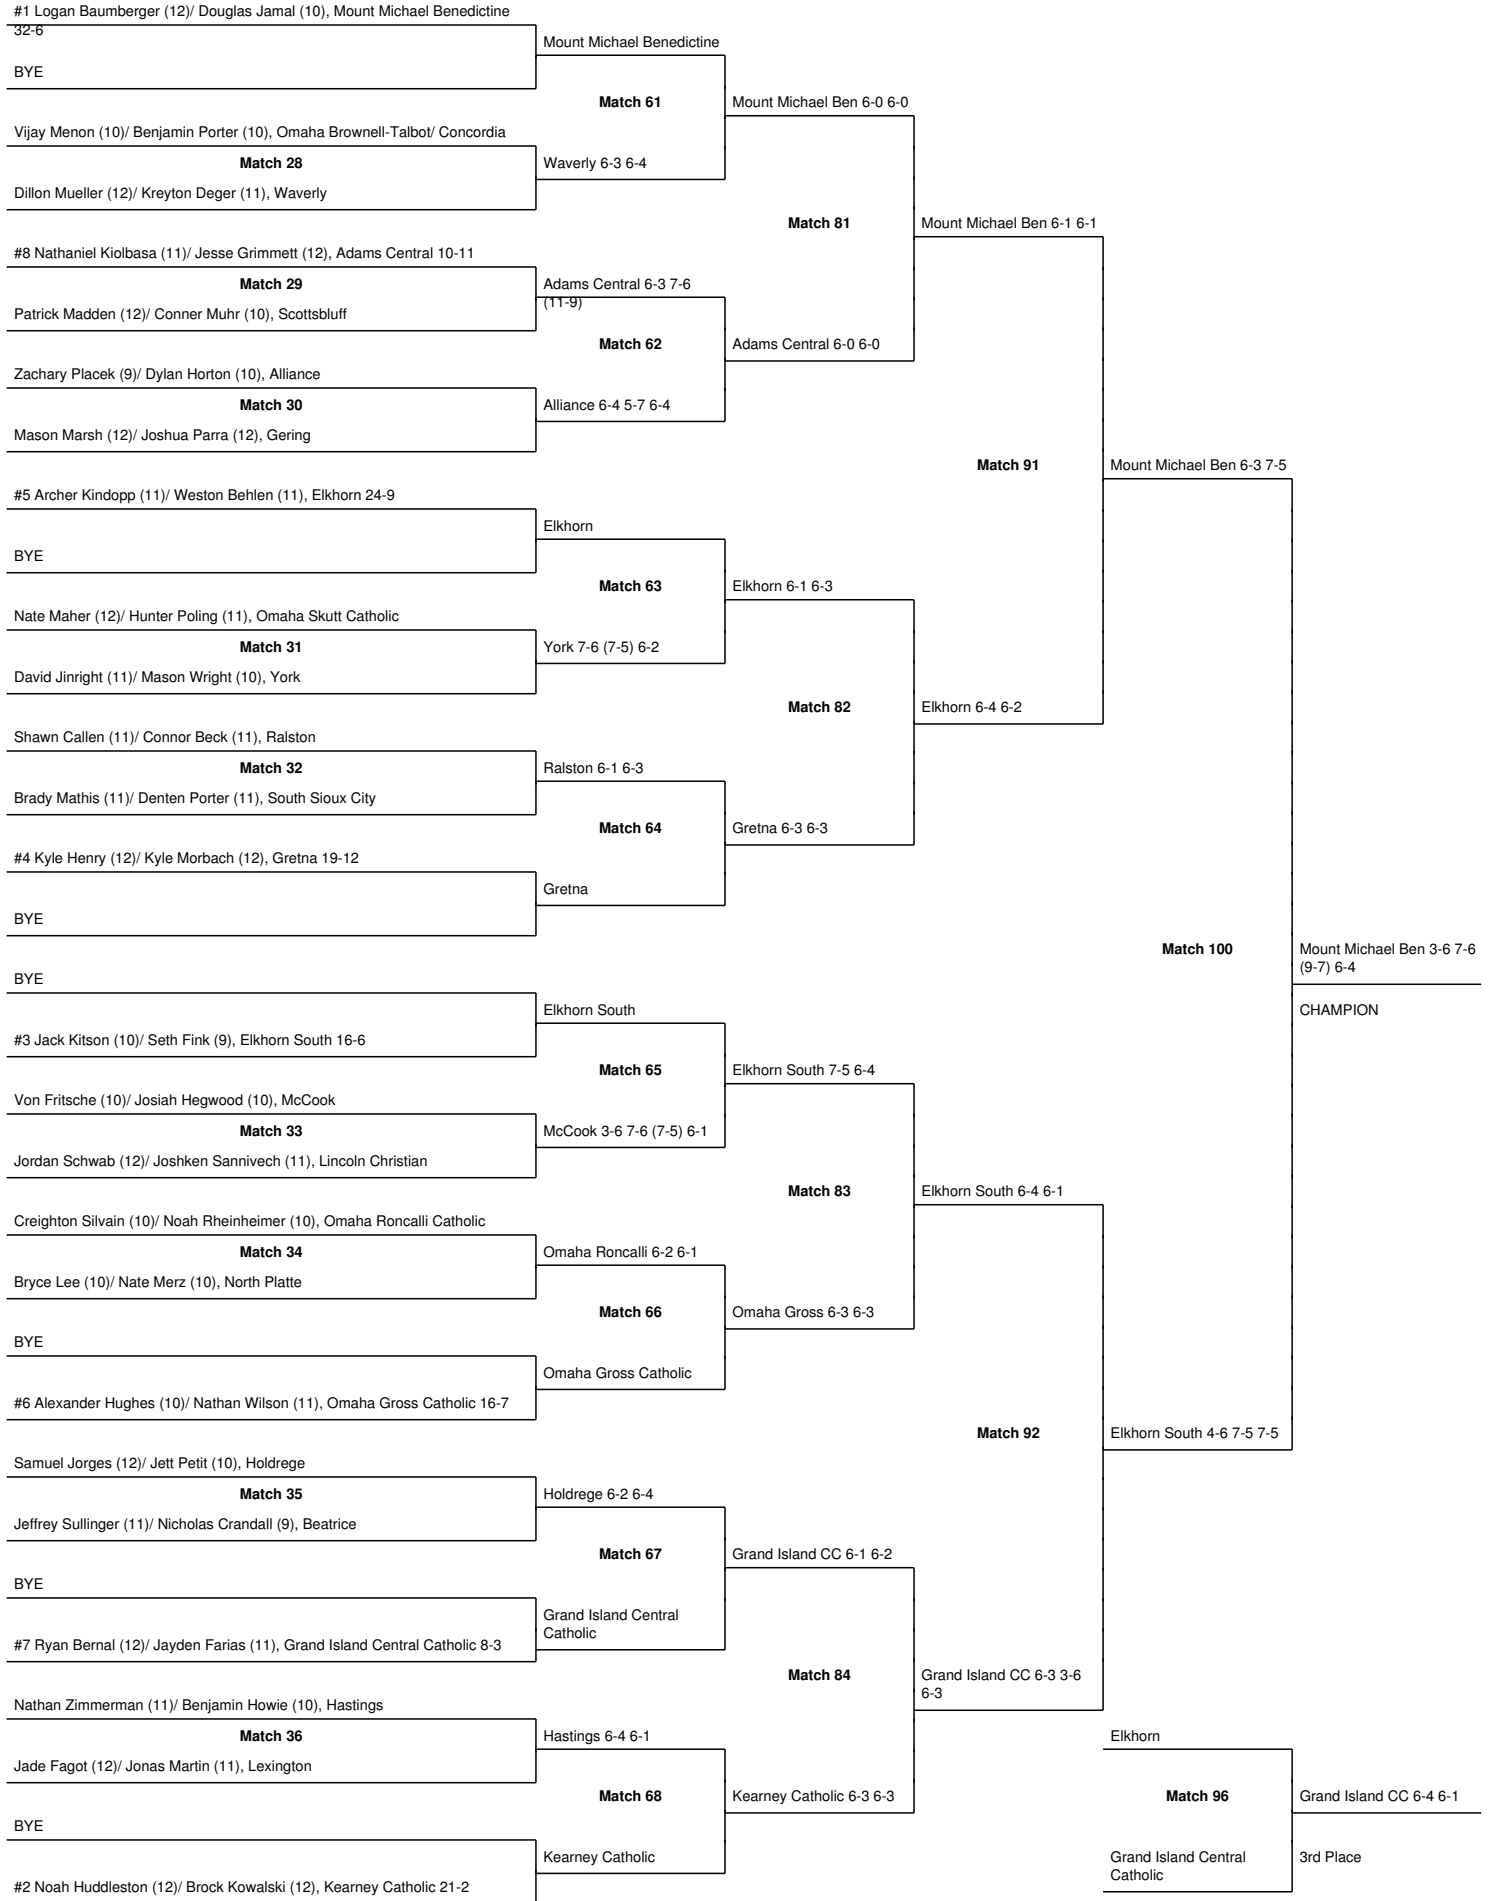 #1 Logan Baumberger (12)/ Douglas Jamal (10), Mount Michael Benedictine
32-6
Mount Michael Benedictine
BYE
Match 61
Mount Michael Ben 6-0 6-0
Vijay Menon (10)/ Benjamin Porter (10), Omaha Brownell-Talbot/ Concordia
Match 28
Waverly 6-3 6-4
Dillon Mueller (12)/ Kreyton Deger (11), Waverly
Match 81
Mount Michael Ben 6-1 6-1
#8 Nathaniel Kiolbasa (11)/ Jesse Grimmett (12), Adams Central 10-11
Match 29
Adams Central 6-3 7-6
(11-9)
Patrick Madden (12)/ Conner Muhr (10), Scottsbluff
Match 62
Adams Central 6-0 6-0
Zachary Placek (9)/ Dylan Horton (10), Alliance
Match 30
Alliance 6-4 5-7 6-4
Mason Marsh (12)/ Joshua Parra (12), Gering
Match 91
Mount Michael Ben 6-3 7-5
#5 Archer Kindopp (11)/ Weston Behlen (11), Elkhorn 24-9
Elkhorn
BYE
Match 63
Elkhorn 6-1 6-3
Nate Maher (12)/ Hunter Poling (11), Omaha Skutt Catholic
Match 31
York 7-6 (7-5) 6-2
David Jinright (11)/ Mason Wright (10), York
Match 82
Elkhorn 6-4 6-2
Shawn Callen (11)/ Connor Beck (11), Ralston
Match 32
Ralston 6-1 6-3
Brady Mathis (11)/ Denten Porter (11), South Sioux City
Match 64
Gretna 6-3 6-3
#4 Kyle Henry (12)/ Kyle Morbach (12), Gretna 19-12
Gretna
BYE
Match 100
Mount Michael Ben 3-6 7-6
(9-7) 6-4
CHAMPION
BYE
Elkhorn South
#3 Jack Kitson (10)/ Seth Fink (9), Elkhorn South 16-6
Match 65
Elkhorn South 7-5 6-4
Von Fritsche (10)/ Josiah Hegwood (10), McCook
Match 33
McCook 3-6 7-6 (7-5) 6-1
Jordan Schwab (12)/ Joshken Sannivech (11), Lincoln Christian
Match 83
Elkhorn South 6-4 6-1
Creighton Silvain (10)/ Noah Rheinheimer (10), Omaha Roncalli Catholic
Match 34
Omaha Roncalli 6-2 6-1
Bryce Lee (10)/ Nate Merz (10), North Platte
Match 66
Omaha Gross 6-3 6-3
BYE
Omaha Gross Catholic
#6 Alexander Hughes (10)/ Nathan Wilson (11), Omaha Gross Catholic 16-7
Match 92
Elkhorn South 4-6 7-5 7-5
Samuel Jorges (12)/ Jett Petit (10), Holdrege
Match 35
Holdrege 6-2 6-4
Jeffrey Sullinger (11)/ Nicholas Crandall (9), Beatrice
Match 67
Grand Island CC 6-1 6-2
BYE
Grand Island Central
Catholic
#7 Ryan Bernal (12)/ Jayden Farias (11), Grand Island Central Catholic 8-3
Match 84
Grand Island CC 6-3 3-6
6-3
Nathan Zimmerman (11)/ Benjamin Howie (10), Hastings
Match 36
Hastings 6-4 6-1
Elkhorn
Jade Fagot (12)/ Jonas Martin (11), Lexington
Match 68
Kearney Catholic 6-3 6-3
Match 96
Grand Island CC 6-4 6-1
BYE
Kearney Catholic
Grand Island Central
Catholic
3rd Place
#2 Noah Huddleston (12)/ Brock Kowalski (12), Kearney Catholic 21-2